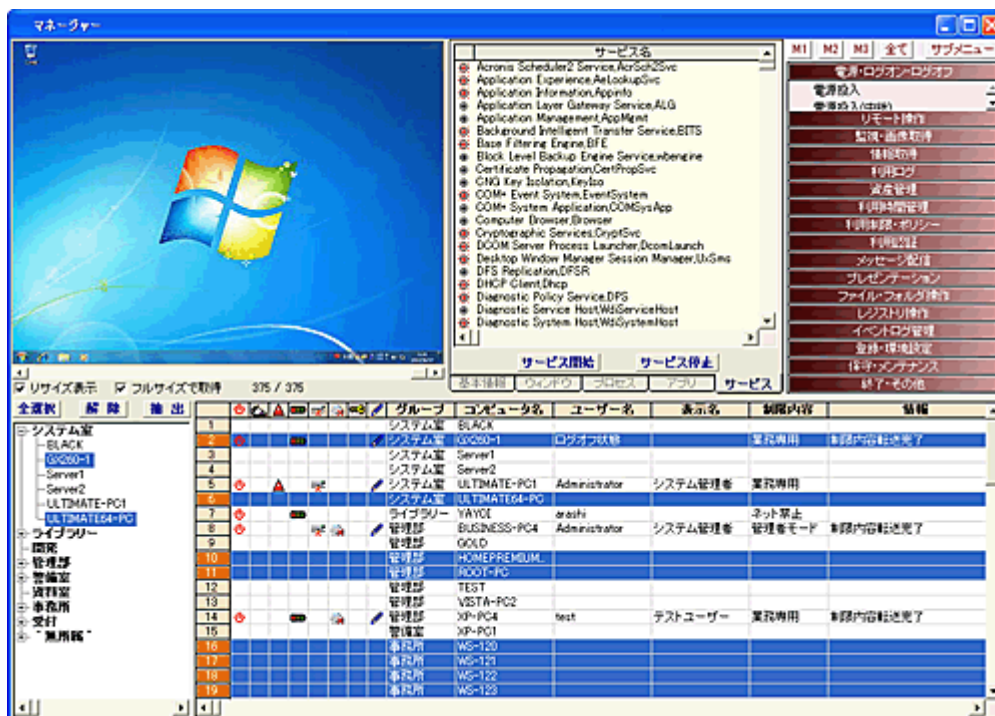 マネージャー
サービス名
Acronis Scheduler2 Service,AcrSch2Svc
Application Experience,AeLookupSvc
Application Information,Appinfo
Application Layer Gateway Service,ALG
Application Management,AppMgmt
Background Intelligent Transfer Service,BITS
Base Filtering Engine,BFE
Block Level Backup Engine Service,wbengine
Certificate Propagation,CertPropSvc
CNG Key Isolation,KeyIso
COM+ Event System,EventSystem
COM+ System Application,COMSysApp
Computer Browser,Browser
Cryptographic Services,CryptSvc
DCOM Server Process Launcher,DcomLaunch
Desktop Window Manager Session Manager,UxSms
DFS Replication,DFSR
DHCP Client,Dhcp
Diagnostic Policy Service,DPS
Diagnostic Service Host,WdiServiceHost
Diagnostic System Host,WdiSystemHost
サービス開始 サービス停止
基本情報 ウィンドウ プロセス アプリ サービス
M1 M2 M3 全て サブメニュー
電源・ログオン・ログオフ
電源投入
電源投入(中継)
リモート操作
監視・画像取得
情報取得
利用ログ
資産管理
利用時間管理
利用制限・ポリシー
利用認証
メッセージ配信
プレゼンテーション
ファイル・フォルダ操作
レジストリ操作
イベントログ管理
登録・環境設定
保守・メンテナンス
終了・その他
リサイズ表示 フルサイズで取得 375 / 375
全選択 解除 抽出
システム室
BLACK
GX260-1
Server1
Server2
ULTIMATE-PC1
ULTIMATE64-PC
ライブラリー
開発
管理部
警備室
資料室
事務所
受付
"無所属"
グループ コンピュータ名 ユーザー名 表示名 制限内容 情報
1 システム室 BLACK
2 システム室 GX260-1 ログオフ状態 業務専用 制限内容転送完了
3 システム室 Server1
4 システム室 Server2
5 システム室 ULTIMATE-PC1 Administrator システム管理者 業務専用
6 システム室 ULTIMATE64-PC
7 ライブラリー YAYOI arashi ネット禁止
8 管理部 BUSINESS-PC4 Administrator システム管理者 管理者モード 制限内容転送完了
9 管理部 GOLD
10 管理部 HOMEPREMIUM...
11 管理部 ROOT-PC
12 管理部 TEST
13 管理部 VISTA-PC2
14 管理部 XP-PC4 test テストユーザー 業務専用 制限内容転送完了
15 警備室 XP-PC1
16 事務所 WS-120
17 事務所 WS-121
18 事務所 WS-122
19 事務所 WS-123